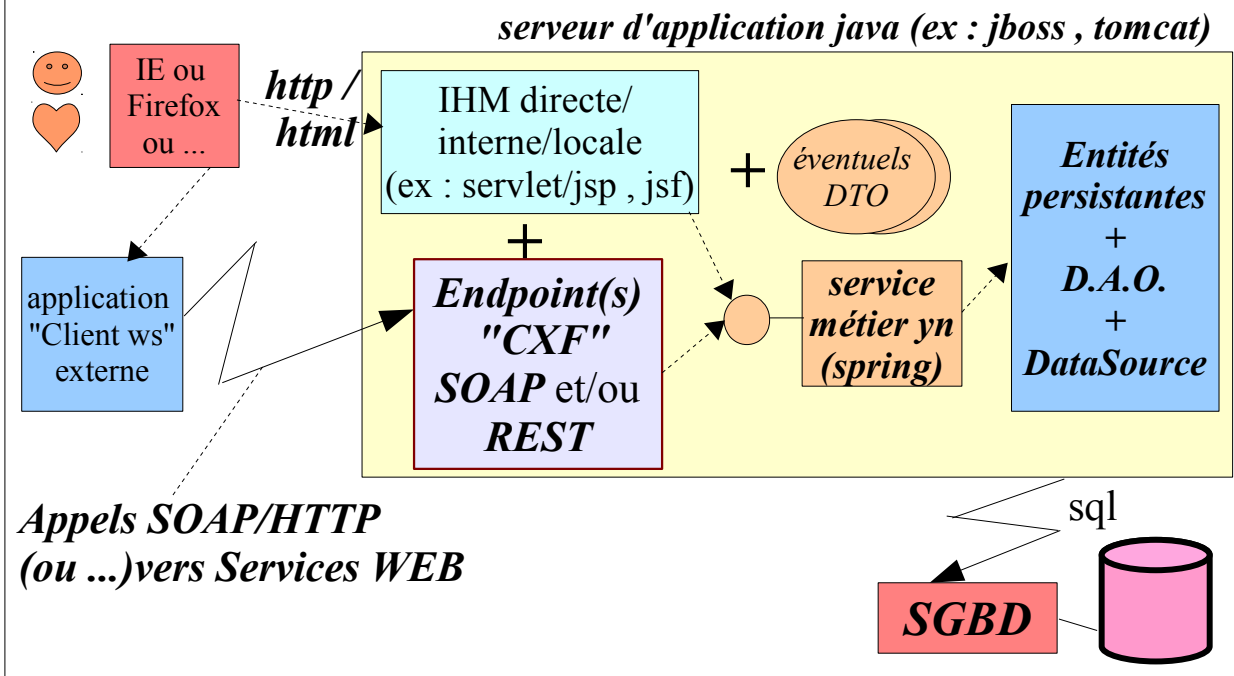 serveur d'application java (ex : jboss , tomcat)
IE ou
Firefox
ou ...
http /
html
IHM directe/
interne/locale
(ex : servlet/jsp , jsf)
+
éventuels
DTO
Entités
persistantes
+
D.A.O.
+
DataSource
+
application
"Client ws"
externe
Endpoint(s)
"CXF"
SOAP et/ou
REST
service
métier yn
(spring)
Appels SOAP/HTTP
(ou ...)vers Services WEB
sql
SGBD